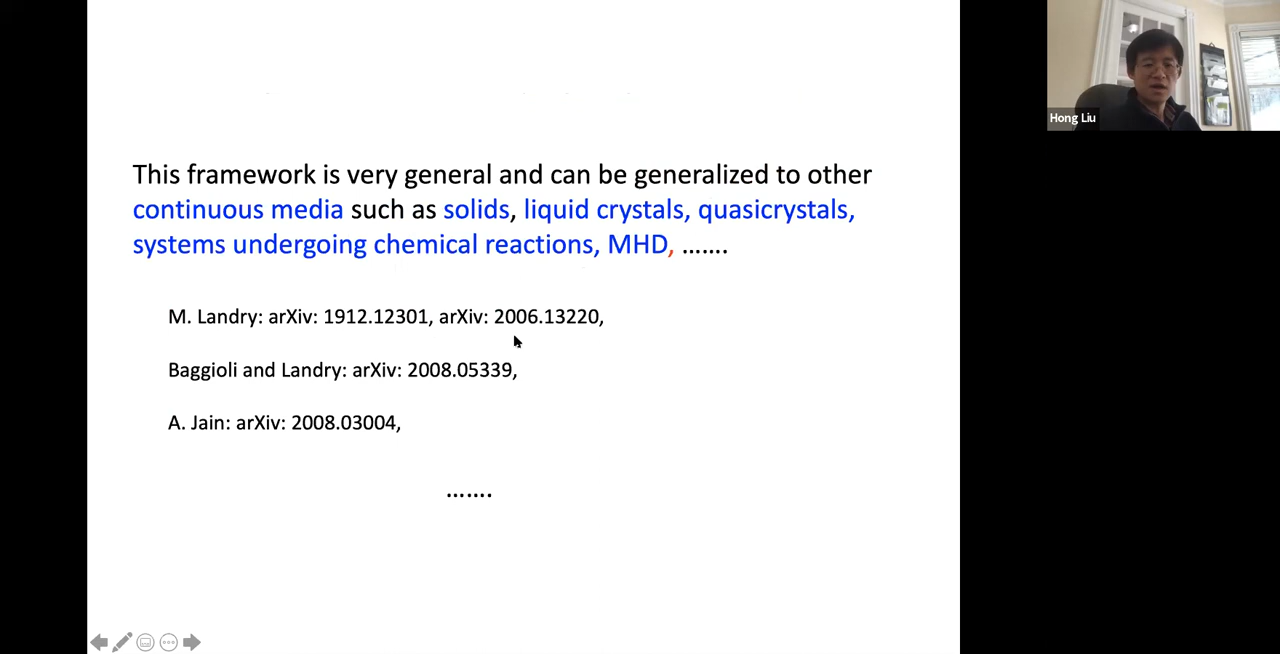 This framework is very general and can be generalized to other
continuous media such as solids, liquid crystals, quasicrystals,
systems undergoing chemical reactions, MHD, .......
M. Landry: arXiv: 1912.12301, arXiv: 2006.13220,
Baggioli and Landry: arXiv: 2008.05339,
A. Jain: arXiv: 2008.03004,
.......
Hong Liu